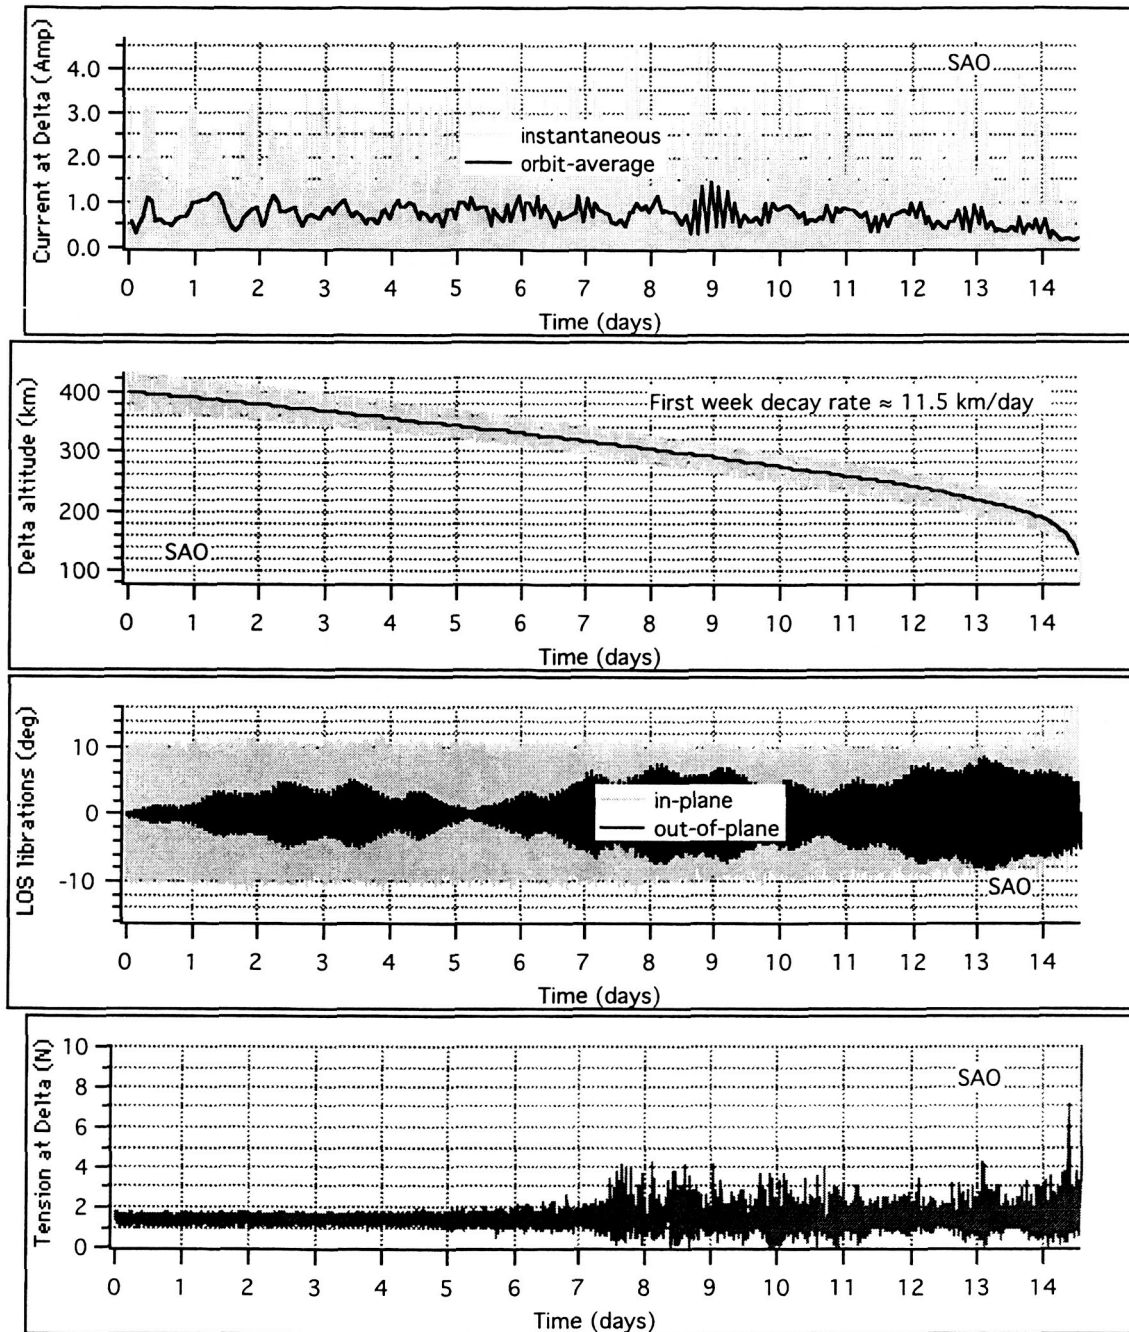 Current at Delta (Amp)
4.0
3.0
2.0
1.0
0.0
SAO
instantaneous
orbit-average
0 1 2 3 4 5 6 7 8 9 10 11 12 13 14
Time (days)
Delta altitude (km)
400
300
200
100
First week decay rate ≈ 11.5 km/day
SAO
0 1 2 3 4 5 6 7 8 9 10 11 12 13 14
Time (days)
LOS librations (deg)
10
0
-10
in-plane
out-of-plane
SAO
0 1 2 3 4 5 6 7 8 9 10 11 12 13 14
Time (days)
Tension at Delta (N)
10
8
6
4
2
0
SAO
0 1 2 3 4 5 6 7 8 9 10 11 12 13 14
Time (days)